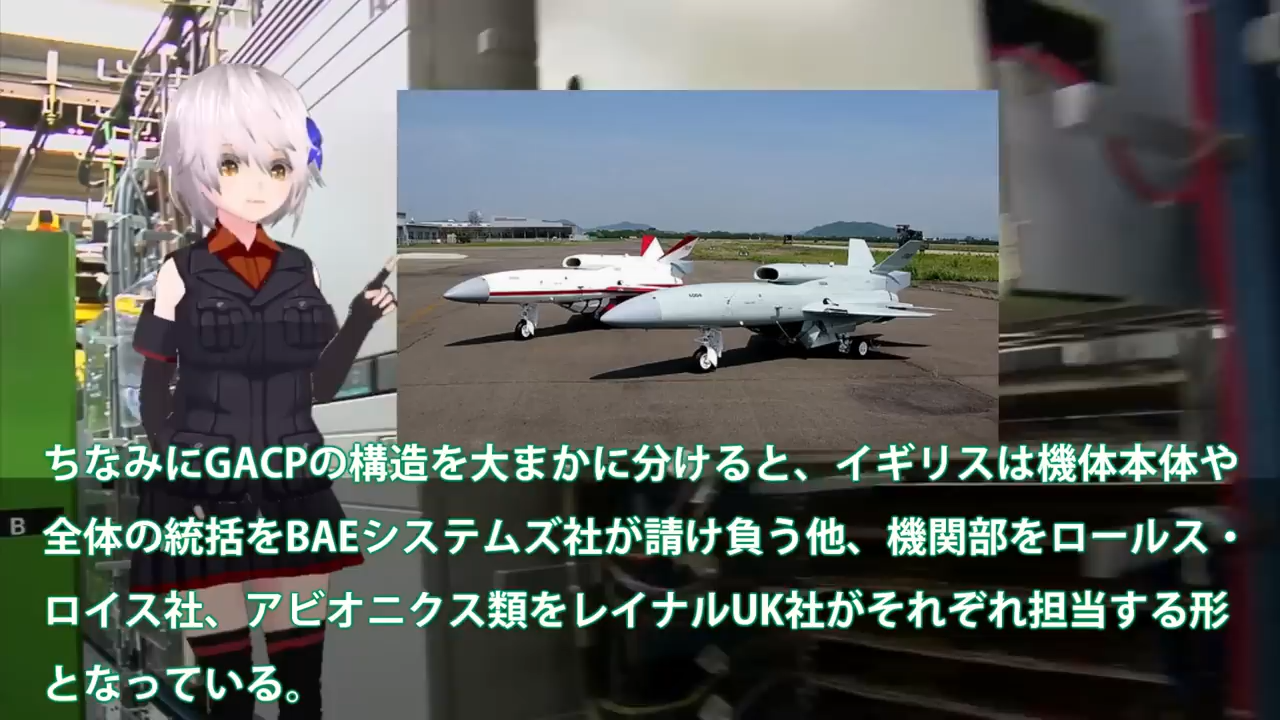 ちなみにGACPの構造を大まかに分けると、イギリスは機体本体や
全体の統括をBAEシステムズ社が請け負う他、機関部をロールス・
ロイス社、アビオニクス類をレイナルUK社がそれぞれ担当する形
となっている。
B